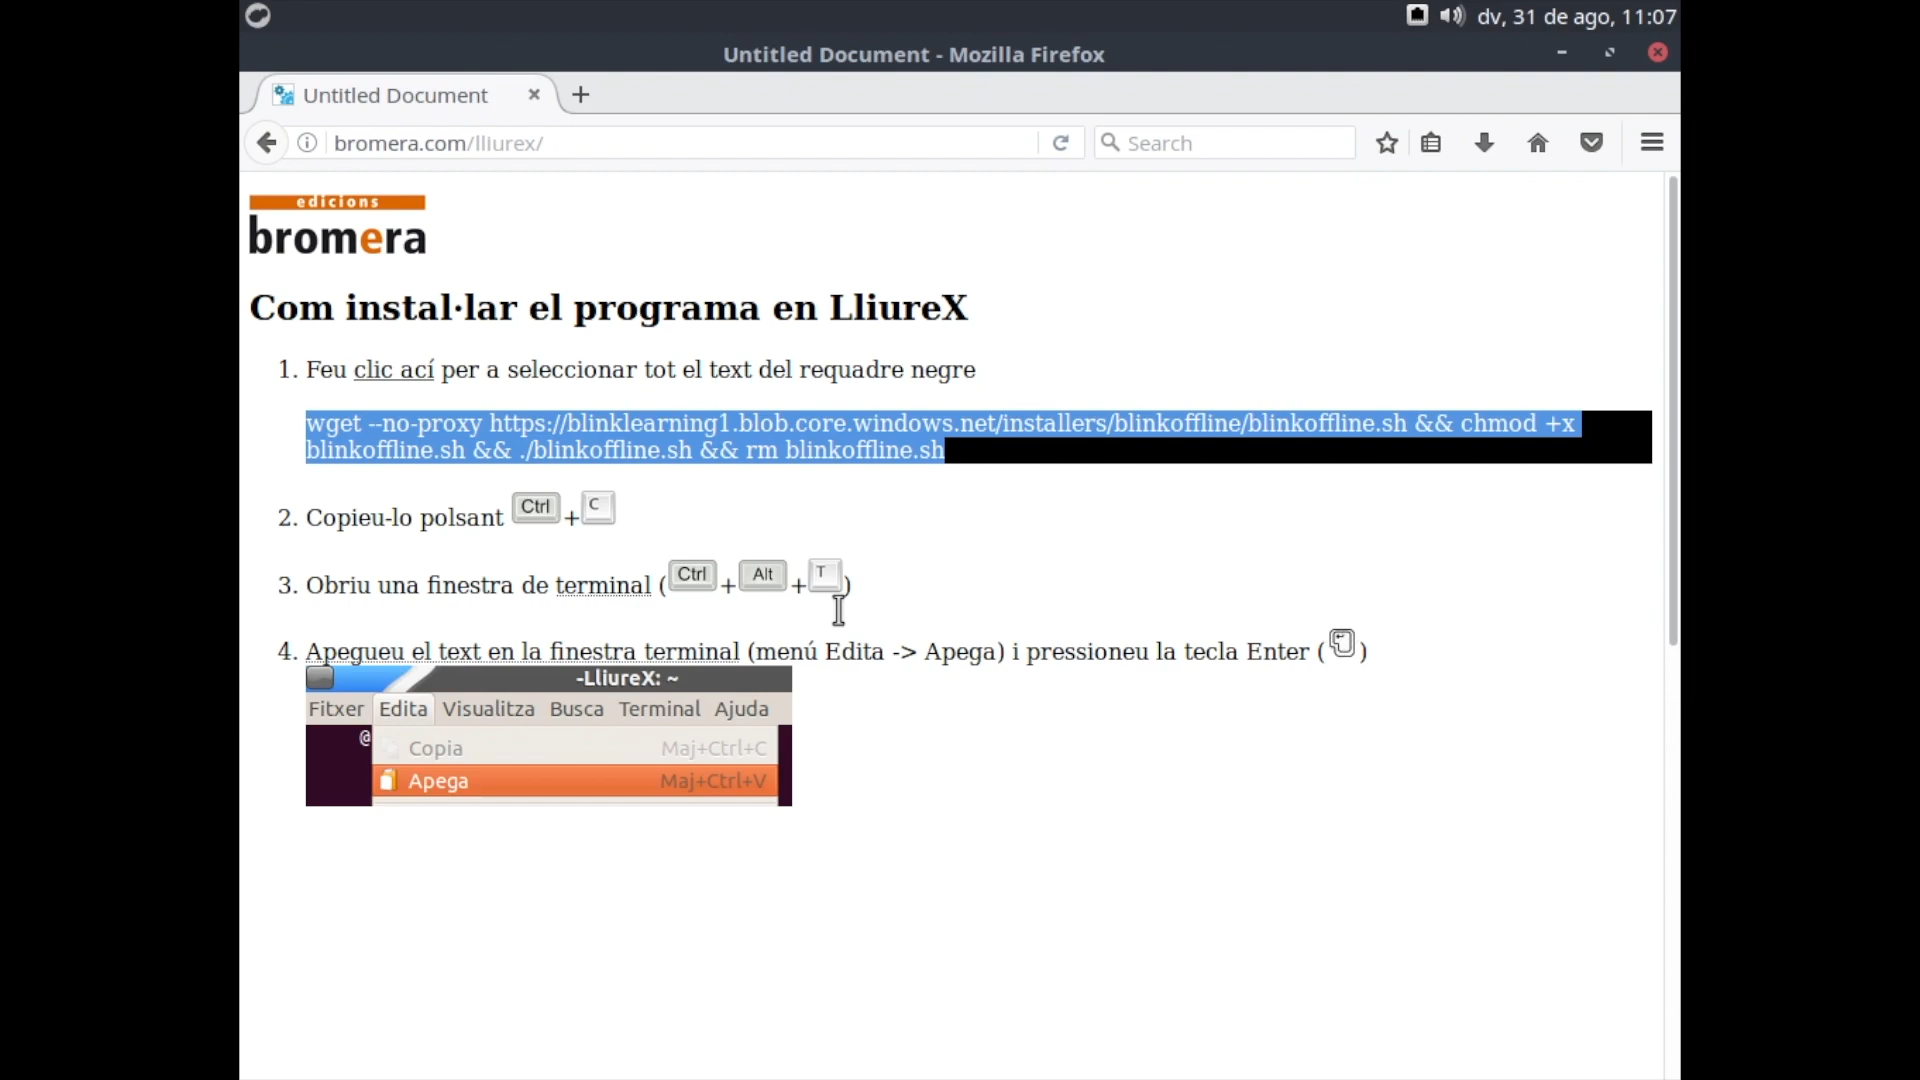 dv, 31 de ago, 11:07
Untitled Document - Mozilla Firefox
Untitled Document
bromera.com/lliurex/
Search
edicions
bromera
Com instal·lar el programa en LliureX
1. Feu clic ací per a seleccionar tot el text del requadre negre
wget --no-proxy https://blinklearning1.blob.core.windows.net/installers/blinkoffline/blinkoffline.sh && chmod +x
blinkoffline.sh && ./blinkoffline.sh && rm blinkoffline.sh
2. Copieu-lo polsant Ctrl + C
3. Obriu una finestra de terminal (Ctrl + Alt + T)
4. Apegueu el text en la finestra terminal (menú Edita -> Apega) i pressioneu la tecla Enter ( )
-LliureX: ~
Fitxer Edita Visualitza Busca Terminal Ajuda
@
Copia Maj+Ctrl+C
Apega Maj+Ctrl+V